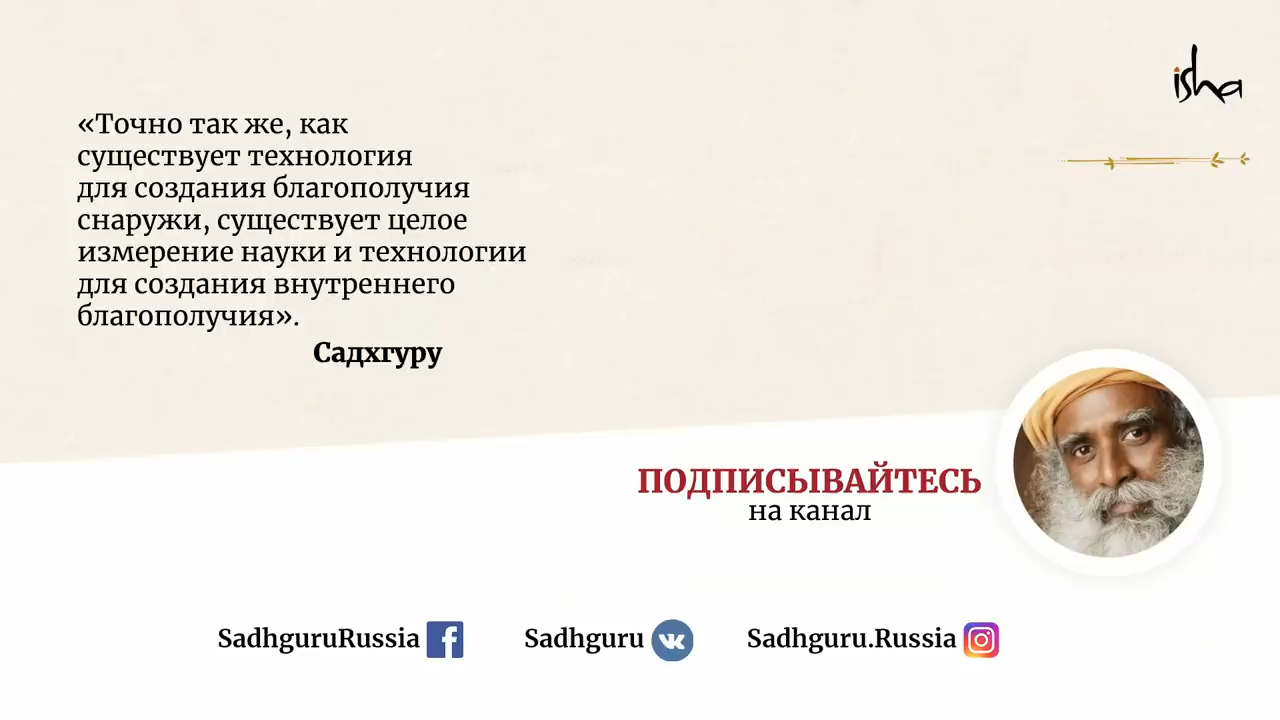 isha
«Точно так же, как
существует технология
для создания благополучия
снаружи, существует целое
измерение науки и технологии
для создания внутреннего
благополучия».
Садхгуру
ПОДПИСЫВАЙТЕСЬ
на канал
SadhguruRussia
Sadhguru
Sadhguru.Russia